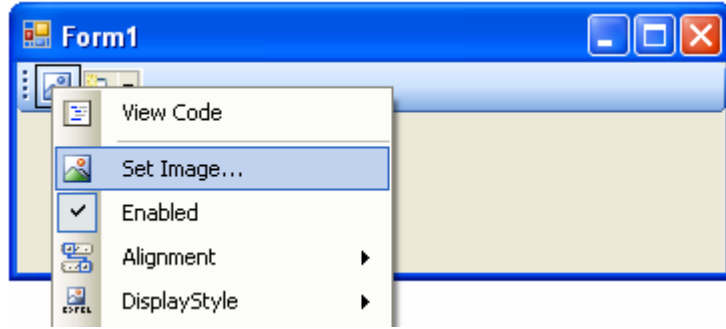 Form1
View Code
Set Image...
Enabled
Alignment
DisplayStyle